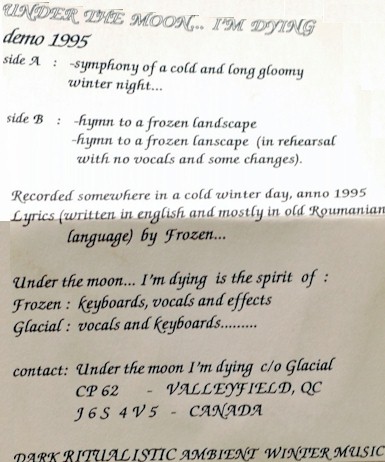 UNDER THE MOON... I'M DYING
demo 1995
side A : -symphony of a cold and long gloomy
winter night...
side B : -hymn to a frozen landscape
-hymn to a frozen lanscape (in rehearsal
with no vocals and some changes).
Recorded somewhere in a cold winter day, anno 1995
Lyrics (written in english and mostly in old Roumanian
language) by Frozen...
Under the moon... I'm dying is the spirit of :
Frozen : keyboards, vocals and effects
Glacial : vocals and keyboards.........
contact: Under the moon I'm dying c/o Glacial
CP 62 - VALLEYFIELD, QC
J6S 4V5 - CANADA
DARK RITUALISTIC AMBIENT WINTER MUSIC